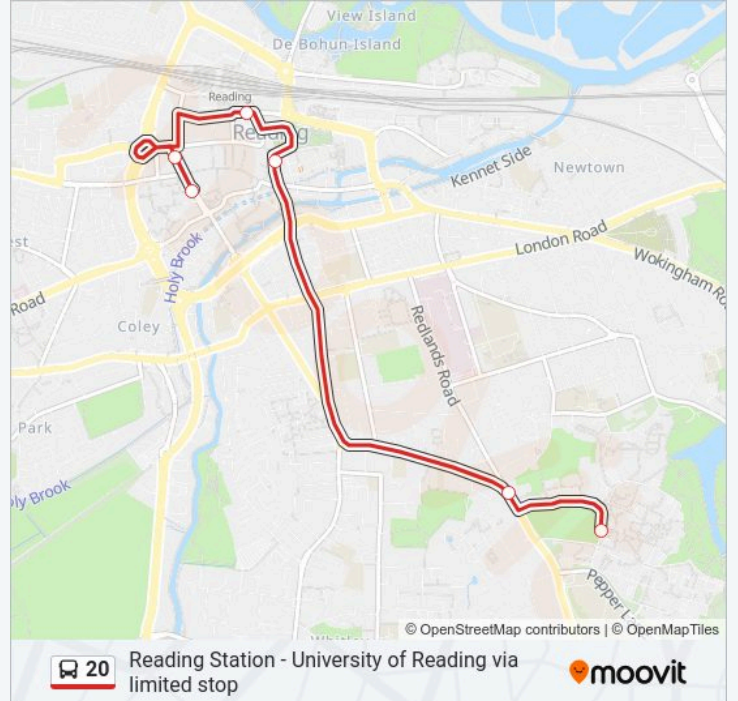 View Island
De Bohun Island
Reading
Reading
Kennet Side
Newtown
est
London Road
Holy Brook
Wokingham Ro
Road
Coley
Redlands Road
Park
ly Brook
Pepper L
© OpenStreetMap contributors | © OpenMapTiles
20
Reading Station - University of Reading via
limited stop
moovit